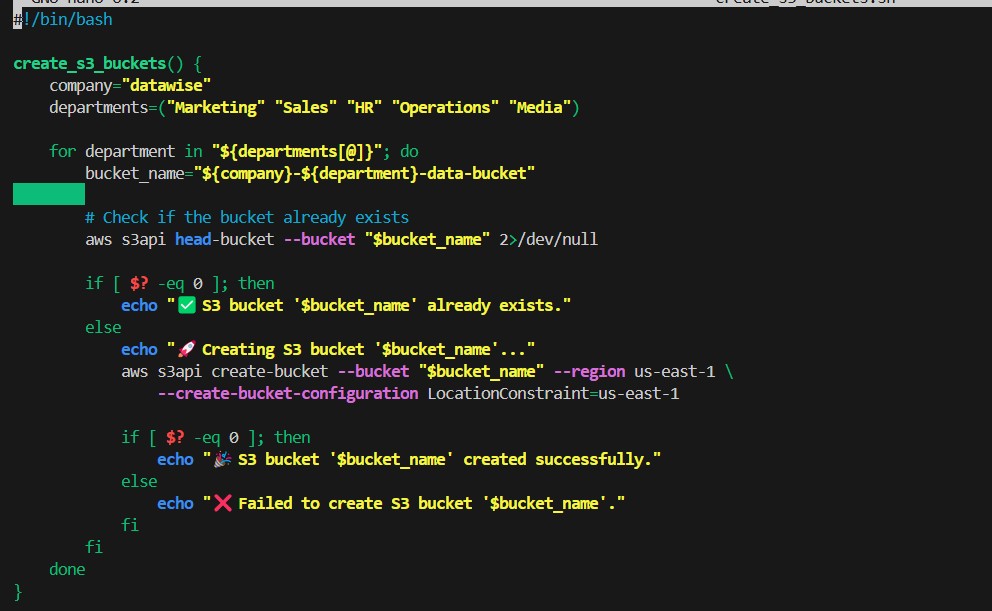 GNU nano 6.2 create_s3_buckets.sh
#!/bin/bash
create_s3_buckets() {
    company="datawise"
    departments=("Marketing" "Sales" "HR" "Operations" "Media")
    for department in "${departments[@]}"; do
        bucket_name="${company}-${department}-data-bucket"
        # Check if the bucket already exists
        aws s3api head-bucket --bucket "$bucket_name" 2>/dev/null
        if [ $? -eq 0 ]; then
            echo "✅ S3 bucket '$bucket_name' already exists."
        else
            echo "🚀 Creating S3 bucket '$bucket_name'..."
            aws s3api create-bucket --bucket "$bucket_name" --region us-east-1 \
                --create-bucket-configuration LocationConstraint=us-east-1
            if [ $? -eq 0 ]; then
                echo "🎉 S3 bucket '$bucket_name' created successfully."
            else
                echo "❌ Failed to create S3 bucket '$bucket_name'."
            fi
        fi
    done
}